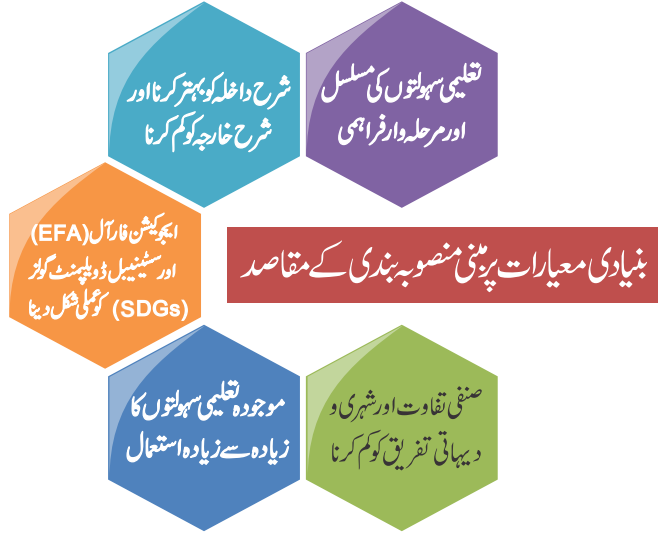 بنیادی معیارات پر مبنی منصوبہ بندی کے مقاصد
تعلیمی سہولتوں کی مسلسل
اور مرحلہ وار فراہمی
شرح داخلہ کو بہتر کرنا اور
شرح خارجہ کو کم کرنا
ایجوکیشن فار آل (EFA)
اور سٹینیبل ڈویلپمنٹ گولز
(SDGs) کو عملی شکل دینا
موجودہ تعلیمی سہولتوں کا
زیادہ سے زیادہ استعمال
صنفی تفاوت اور شہری و
دیہاتی تفریق کو کم کرنا